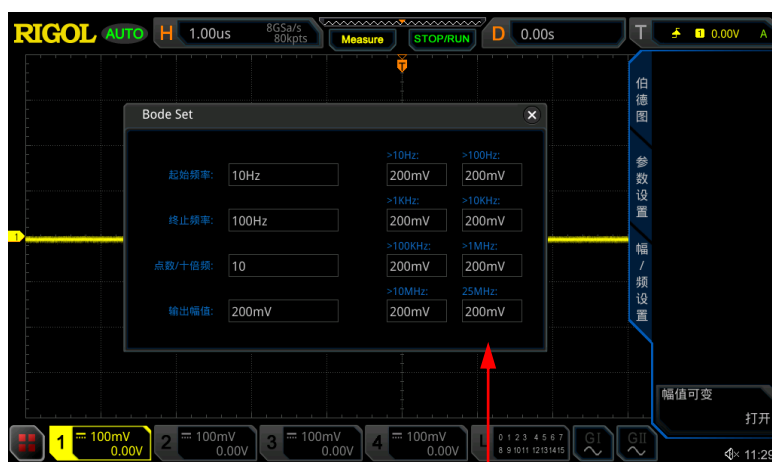 RIGOL AUTO H 1.00us 8GSa/s 80kpts Measure STOP/RUN D 0.00s T 1 0.00V A
T
Bode Set
>10Hz: >100Hz:
起始频率: 10Hz 200mV 200mV
>1KHz: >10KHz:
终止频率: 100Hz 200mV 200mV
>100KHz: >1MHz:
点数/十倍频: 10 200mV 200mV
>10MHz: 25MHz:
输出幅值: 200mV 200mV 200mV
伯德图
参数设置
幅/频设置
1
幅值可变
打开
1 100mV 0.00V 2 100mV 0.00V 3 100mV 0.00V 4 100mV 0.00V L 0 1 2 3 4 5 6 7 GI GII
8 9 1011 12131415
11:29